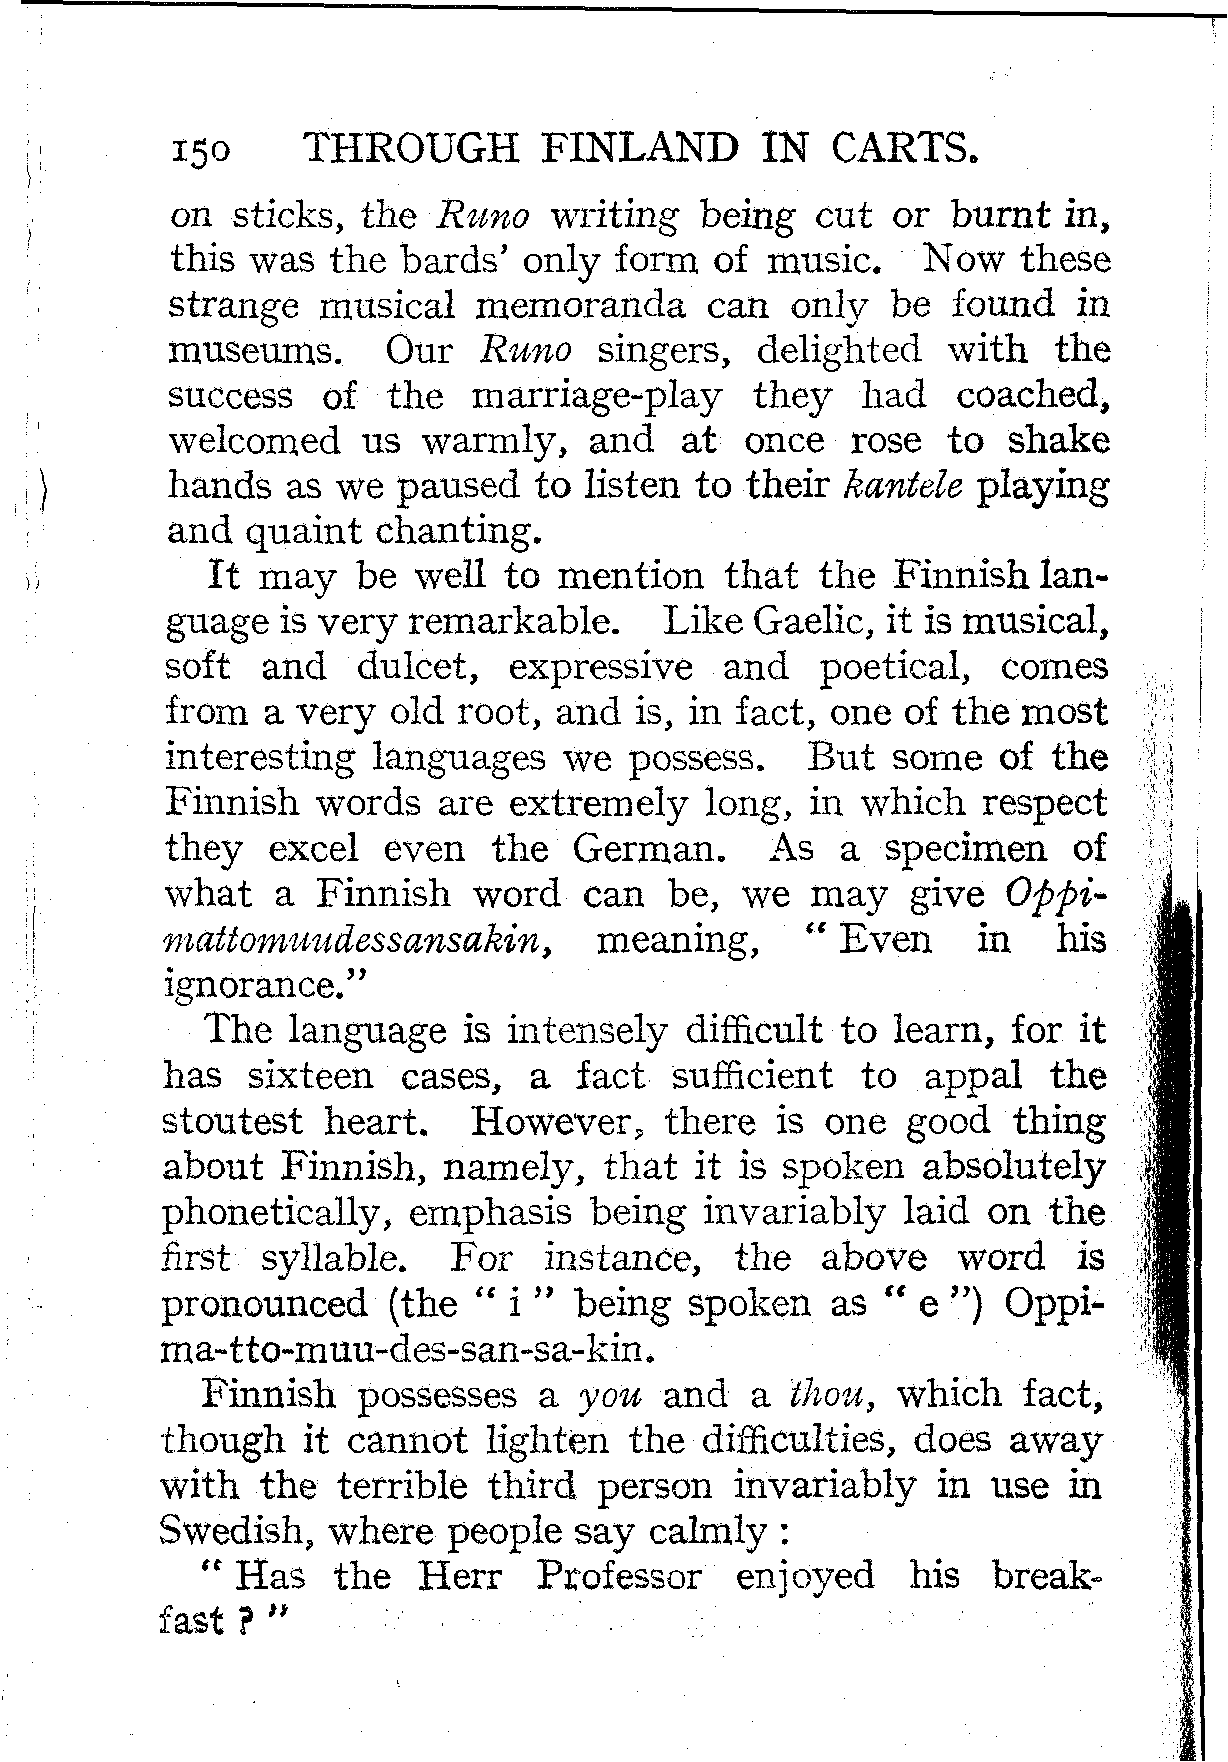 150 THROUGH FINLAND IN CARTS.
on sticks, the Runo writing being cut or burnt in,
this was the bards' only form of music. Now these
strange musical memoranda can only be found in
museums. Our Runo singers, delighted with the
success of the marriage-play they had coached,
welcomed us warmly, and at once rose to shake
hands as we paused to listen to their kantele playing
and quaint chanting.
It may be well to mention that the Finnish lan-
guage is very remarkable. Like Gaelic, it is musical,
soft and dulcet, expressive and poetical, comes
from a very old root, and is, in fact, one of the most
interesting languages we possess. But some of the
Finnish words are extremely long, in which respect
they excel even the German. As a specimen of
what a Finnish word can be, we may give Oppi-
mattomuudessansakin, meaning, " Even in his
ignorance."
The language is intensely difficult to learn, for it
has sixteen cases, a fact sufficient to appal the
stoutest heart. However, there is one good thing
about Finnish, namely, that it is spoken absolutely
phonetically, emphasis being invariably laid on the
first syllable. For instance, the above word is
pronounced (the " i " being spoken as " e ") Oppi-
ma-tto-muu-des-san-sa-kin.
Finnish possesses a you and a thou, which fact,
though it cannot lighten the difficulties, does away
with the terrible third person invariably in use in
Swedish, where people say calmly :
" Has the Herr Professor enjoyed his break-
fast ? "